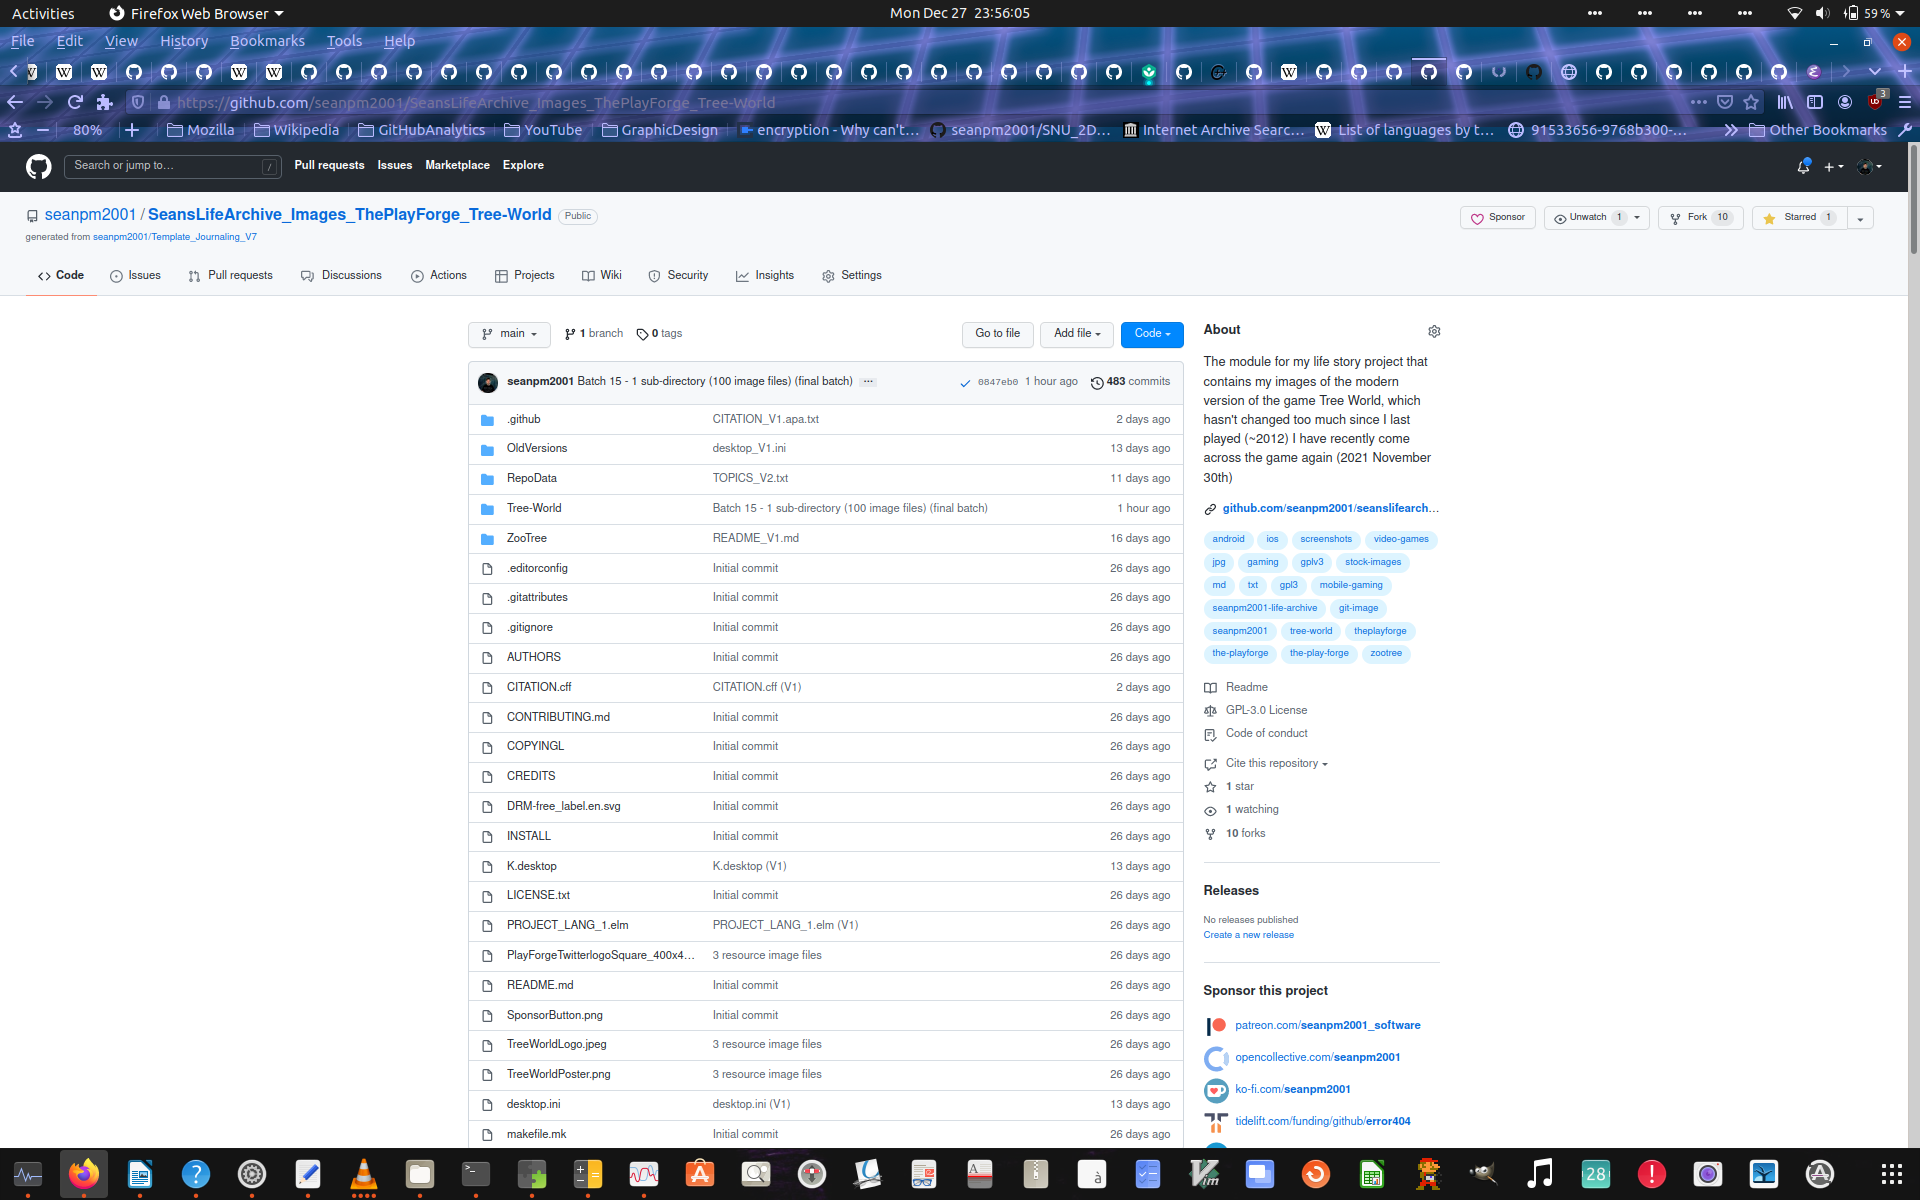 Activities Firefox Web Browser Mon Dec 27 23:56:05 59 %
File Edit View History Bookmarks Tools Help
https://github.com/seanpm2001/SeansLifeArchive_Images_ThePlayForge_Tree-World 3
80% Mozilla Wikipedia GitHubAnalytics YouTube GraphicDesign encryption - Why can't… seanpm2001/SNU_2D… Internet Archive Searc… List of languages by t… 91533656-9768b300-… Other Bookmarks
Search or jump to… / Pull requests Issues Marketplace Explore
seanpm2001 / SeansLifeArchive_Images_ThePlayForge_Tree-World Public Sponsor Unwatch 1 Fork 10 Starred 1
generated from seanpm2001/Template_Journaling_V7
Code Issues Pull requests Discussions Actions Projects Wiki Security Insights Settings
main 1 branch 0 tags Go to file Add file Code
seanpm2001 Batch 15 - 1 sub-directory (100 image files) (final batch) ... 0847eb0 1 hour ago 483 commits
.github CITATION_V1.apa.txt 2 days ago
OldVersions desktop_V1.ini 13 days ago
RepoData TOPICS_V2.txt 11 days ago
Tree-World Batch 15 - 1 sub-directory (100 image files) (final batch) 1 hour ago
ZooTree README_V1.md 16 days ago
.editorconfig Initial commit 26 days ago
.gitattributes Initial commit 26 days ago
.gitignore Initial commit 26 days ago
AUTHORS Initial commit 26 days ago
CITATION.cff CITATION.cff (V1) 2 days ago
CONTRIBUTING.md Initial commit 26 days ago
COPYINGL Initial commit 26 days ago
CREDITS Initial commit 26 days ago
DRM-free_label.en.svg Initial commit 26 days ago
INSTALL Initial commit 26 days ago
K.desktop K.desktop (V1) 13 days ago
LICENSE.txt Initial commit 26 days ago
PROJECT_LANG_1.elm PROJECT_LANG_1.elm (V1) 26 days ago
PlayForgeTwitterlogoSquare_400x4… 3 resource image files 26 days ago
README.md Initial commit 26 days ago
SponsorButton.png Initial commit 26 days ago
TreeWorldLogo.jpeg 3 resource image files 26 days ago
TreeWorldPoster.png 3 resource image files 26 days ago
desktop.ini desktop.ini (V1) 13 days ago
makefile.mk Initial commit 26 days ago
About
The module for my life story project that
contains my images of the modern
version of the game Tree World, which
hasn't changed too much since I last
played (~2012) I have recently come
across the game again (2021 November
30th)
github.com/seanpm2001/seanslifearch…
android ios screenshots video-games
jpg gaming gplv3 stock-images
md txt gpl3 mobile-gaming
seanpm2001-life-archive git-image
seanpm2001 tree-world theplayforge
the-playforge the-play-forge zootree
Readme
GPL-3.0 License
Code of conduct
Cite this repository
1 star
1 watching
10 forks
Releases
No releases published
Create a new release
Sponsor this project
patreon.com/seanpm2001_software
opencollective.com/seanpm2001
ko-fi.com/seanpm2001
tidelift.com/funding/github/error404
28